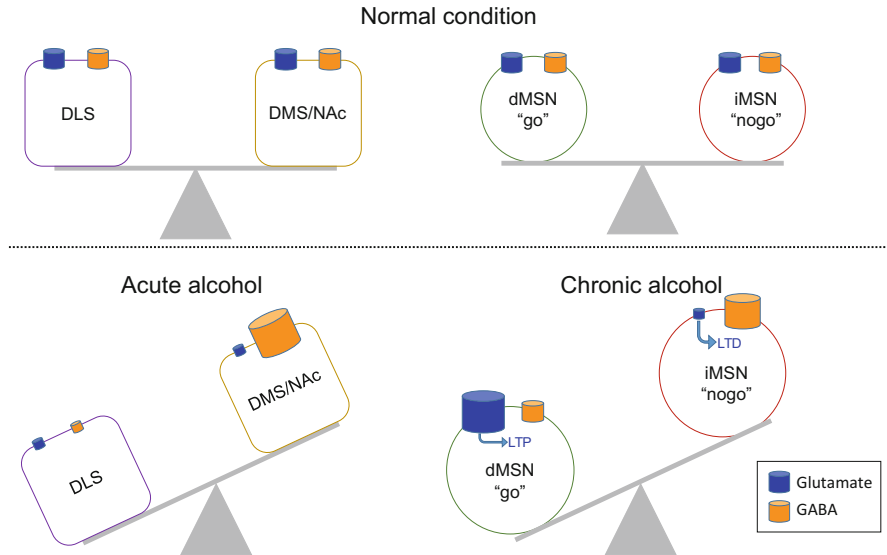 Normal condition
DLS
DMS/NAc
dMSN
“go”
iMSN
“nogo”
Acute alcohol
Chronic alcohol
DLS
DMS/NAc
LTP
dMSN
“go”
LTD
iMSN
“nogo”
Glutamate
GABA